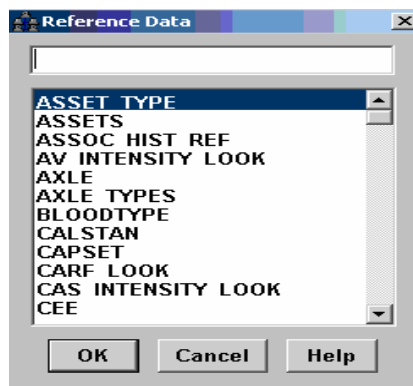 Reference Data
ASSET TYPE
ASSETS
ASSOC HIST REF
AV INTENSITY LOOK
AXLE
AXLE TYPES
BLOODTYPE
CALSTAN
CAPSET
CARF LOOK
CAS INTENSITY LOOK
CEE
OK Cancel Help